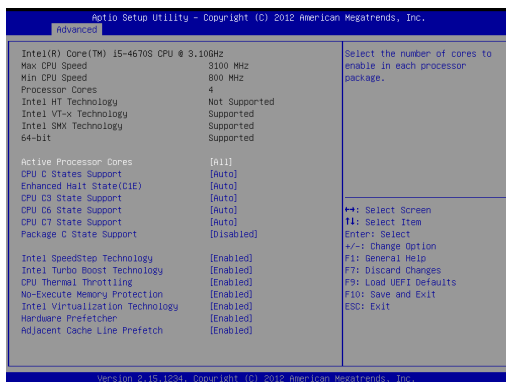 Aptio Setup Utility – Copyright (C) 2012 American Megatrends, Inc.
Advanced
Intel(R) Core(TM) i5-4670S CPU @ 3.10GHz
Max CPU Speed 3100 MHz
Min CPU Speed 800 MHz
Processor Cores 4
Intel HT Technology Not Supported
Intel VT-x Technology Supported
Intel SMX Technology Supported
64-bit Supported
Active Processor Cores [All]
CPU C States Support [Auto]
Enhanced Halt State(C1E) [Auto]
CPU C3 State Support [Auto]
CPU C6 State Support [Auto]
CPU C7 State Support [Auto]
Package C State Support [Disabled]
Intel SpeedStep Technology [Enabled]
Intel Turbo Boost Technology [Enabled]
CPU Thermal Throttling [Enabled]
No-Execute Memory Protection [Enabled]
Intel Virtualization Technology [Enabled]
Hardware Prefetcher [Enabled]
Adjacent Cache Line Prefetch [Enabled]
Select the number of cores to
enable in each processor
package.
↔: Select Screen
↑↓: Select Item
Enter: Select
+/-: Change Option
F1: General Help
F7: Discard Changes
F9: Load UEFI Defaults
F10: Save and Exit
ESC: Exit
Version 2.15.1234. Copyright (C) 2012 American Megatrends, Inc.